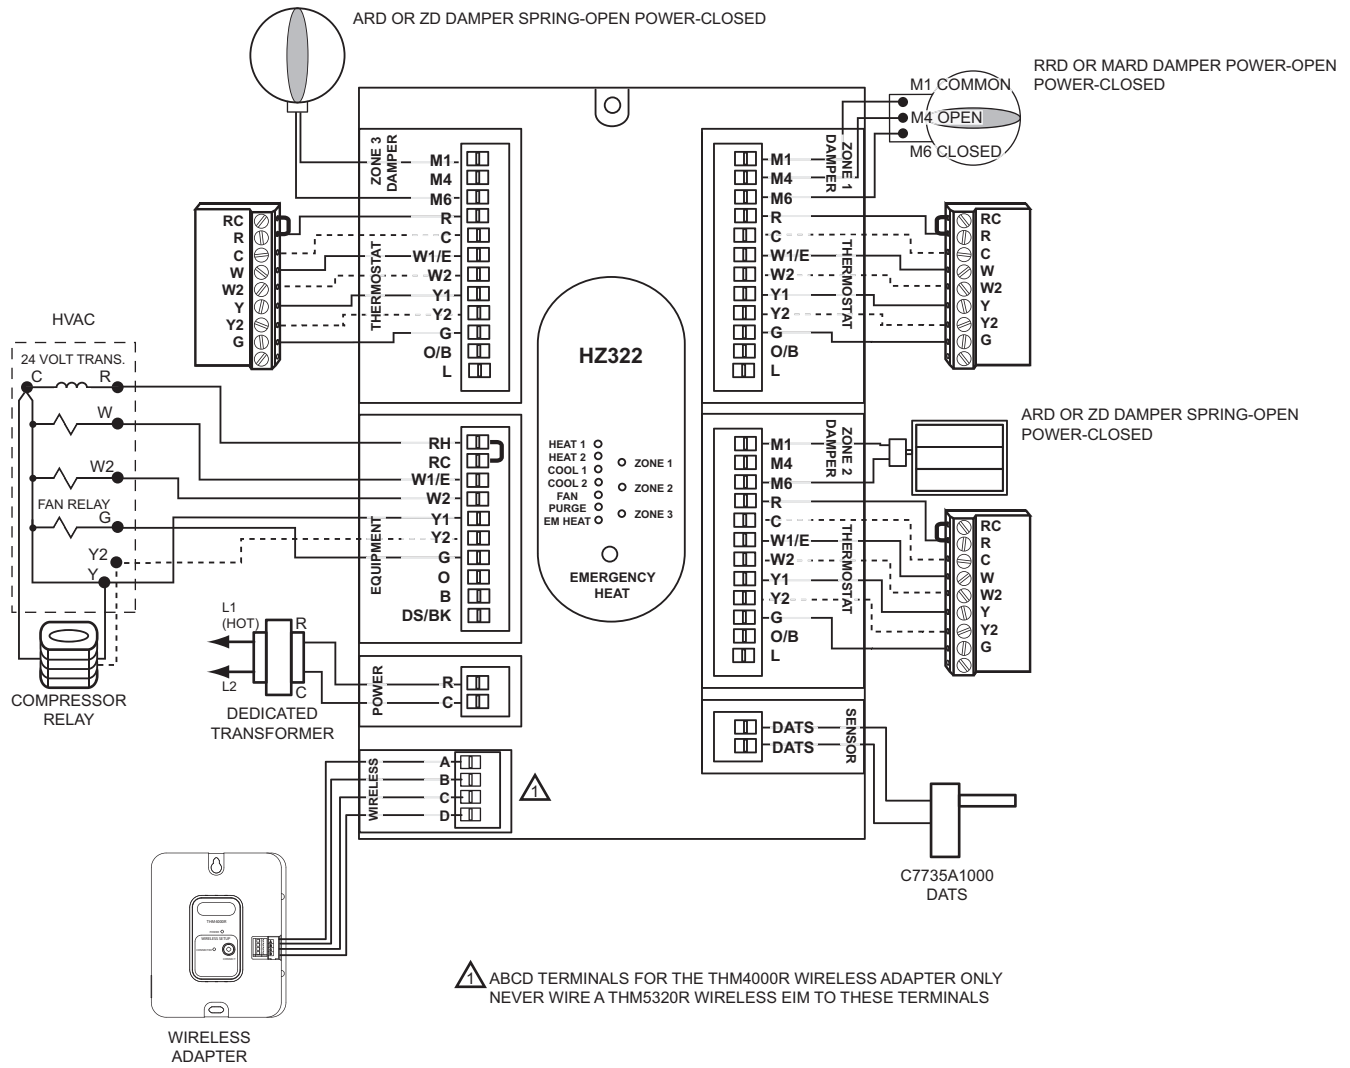 ARD OR ZD DAMPER SPRING-OPEN POWER-CLOSED
RRD OR MARD DAMPER POWER-OPEN
POWER-CLOSED
M1 COMMON
M4 OPEN
M6 CLOSED
ZONE 3
DAMPER
M1
M4
M6
THERMOSTAT
R
C
W1/E
W2
Y1
Y2
G
O/B
L
RC
R
C
W
W2
Y
Y2
G
ZONE 1
DAMPER
M1
M4
M6
THERMOSTAT
R
C
W1/E
W2
Y1
Y2
G
O/B
L
RC
R
C
W
W2
Y
Y2
G
HVAC
24 VOLT TRANS.
C
R
W
W2
FAN RELAY
G
Y2
Y
COMPRESSOR
RELAY
EQUIPMENT
RH
RC
W1/E
W2
Y1
Y2
G
O
B
DS/BK
HZ322
HEAT 1
HEAT 2
COOL 1
COOL 2
FAN
PURGE
EM HEAT
ZONE 1
ZONE 2
ZONE 3
EMERGENCY
HEAT
ARD OR ZD DAMPER SPRING-OPEN
POWER-CLOSED
ZONE 2
DAMPER
M1
M4
M6
THERMOSTAT
R
C
W1/E
W2
Y1
Y2
G
O/B
L
RC
R
C
W
W2
Y
Y2
G
L1
(HOT)
L2
R
C
DEDICATED
TRANSFORMER
POWER
R
C
SENSOR
DATS
DATS
C7735A1000
DATS
WIRELESS
A
B
C
D
1
THM4000R
WIRELESS SETUP
WIRELESS
ADAPTER
1 ABCD TERMINALS FOR THE THM4000R WIRELESS ADAPTER ONLY
NEVER WIRE A THM5320R WIRELESS EIM TO THESE TERMINALS